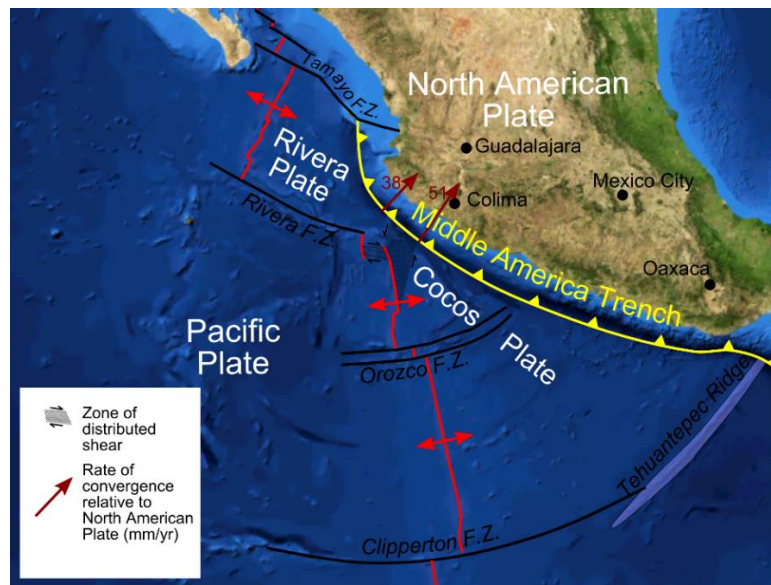 Tamayo F.Z.
North American
Plate
Rivera
Plate
Guadalajara
38
51
Colima
Mexico City
Rivera F.Z.
Middle America Trench
Oaxaca
Cocos
Plate
Pacific
Plate
Orozco F.Z.
Tehuantepec Ridge
Clipperton F.Z.
Zone of
distributed
shear
Rate of
convergence
relative to
North American
Plate (mm/yr)